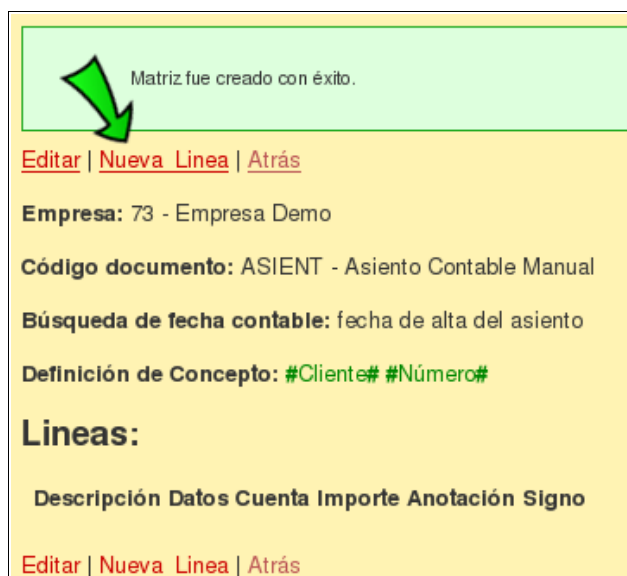 Matriz fue creado con éxito.
Editar | Nueva Linea | Atrás
Empresa: 73 - Empresa Demo
Código documento: ASIENT - Asiento Contable Manual
Búsqueda de fecha contable: fecha de alta del asiento
Definición de Concepto: #Cliente# #Número#
Lineas:
Descripción Datos Cuenta Importe Anotación Signo
Editar | Nueva Linea | Atrás